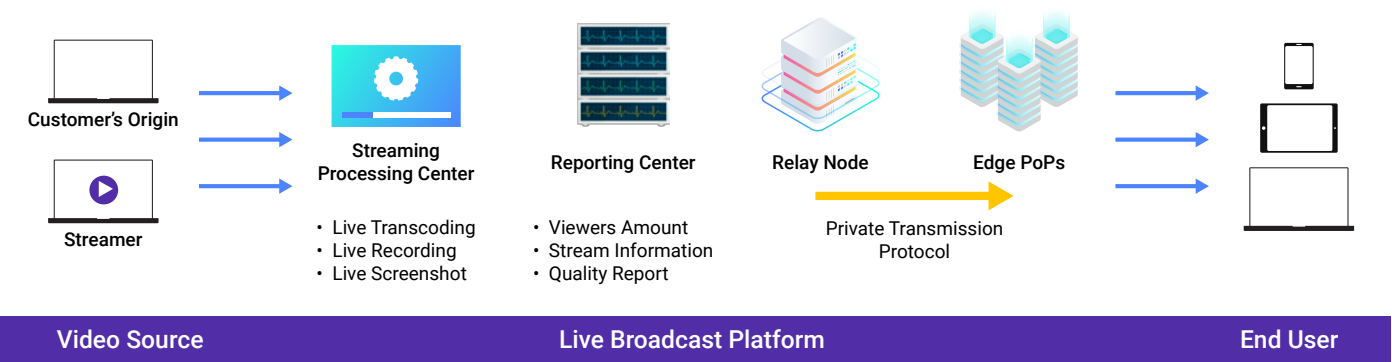 Customer's Origin
Streamer
Streaming
Processing Center
• Live Transcoding
• Live Recording
• Live Screenshot
Reporting Center
• Viewers Amount
• Stream Information
• Quality Report
Relay Node
Edge PoPs
Private Transmission
Protocol
Video Source
Live Broadcast Platform
End User